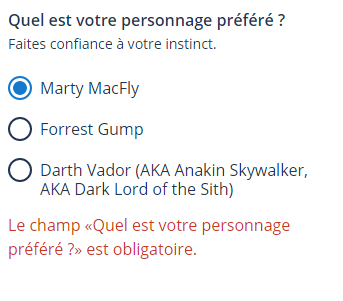 Quel est votre personnage préféré ?
Faites confiance à votre instinct.
Marty MacFly
Forrest Gump
Darth Vador (AKA Anakin Skywalker,
AKA Dark Lord of the Sith)
Le champ «Quel est votre personnage
préféré ?» est obligatoire.